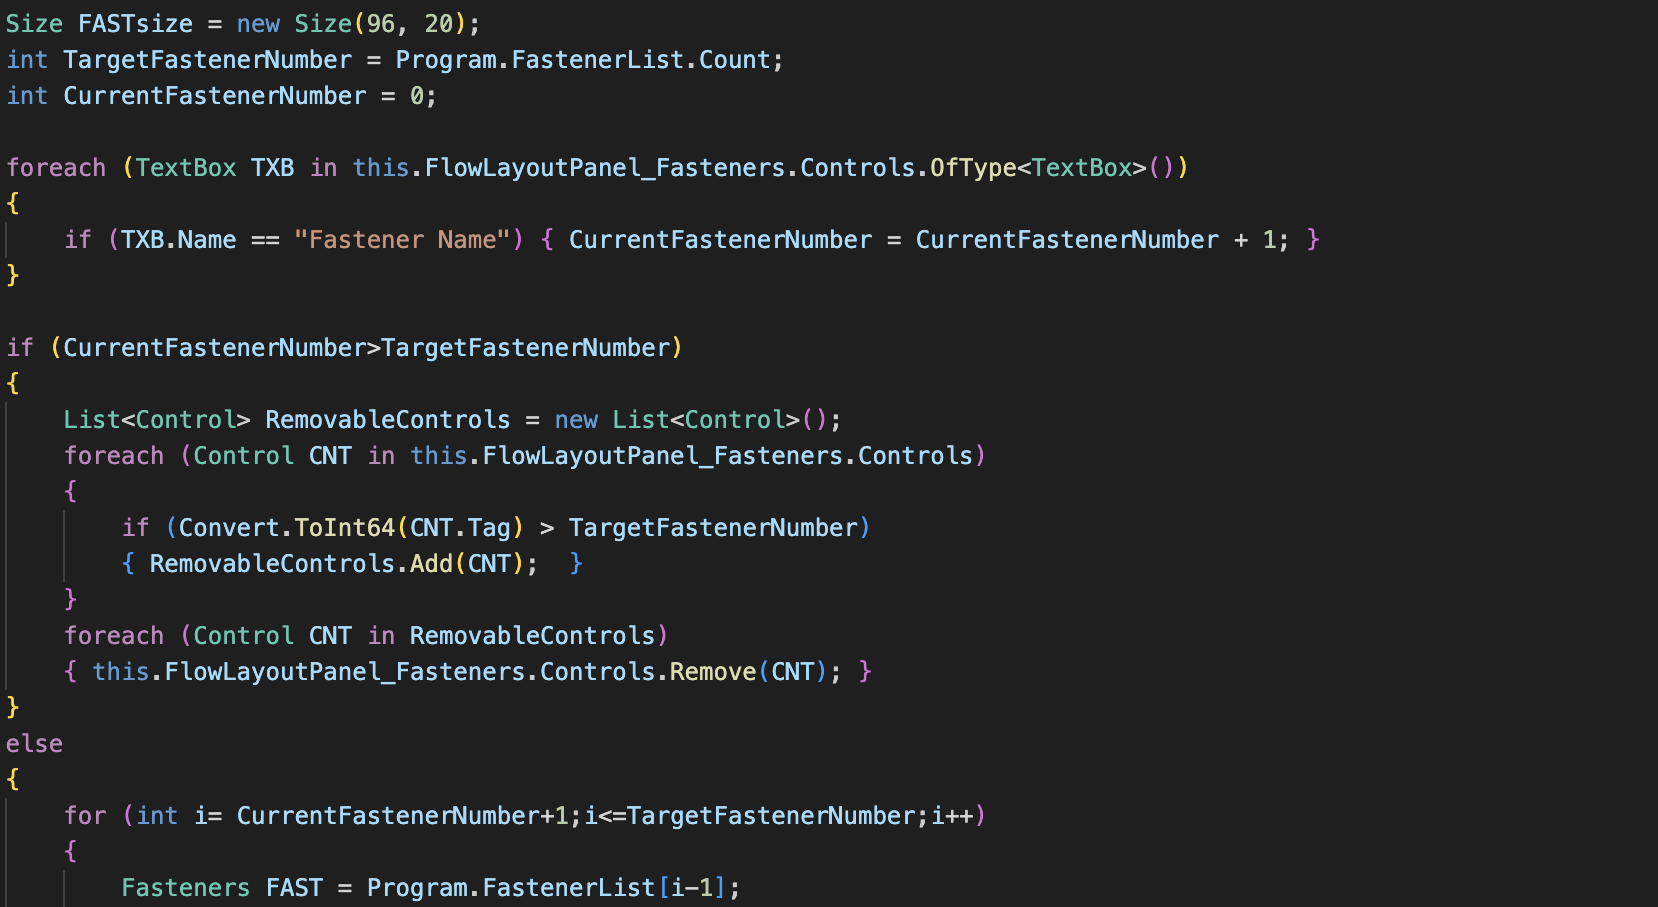 Size FASTsize = new Size(96, 20);
int TargetFastenerNumber = Program.FastenerList.Count;
int CurrentFastenerNumber = 0;

foreach (TextBox TXB in this.FlowLayoutPanel_Fasteners.Controls.OfType<TextBox>())
{
    if (TXB.Name == "Fastener Name") { CurrentFastenerNumber = CurrentFastenerNumber + 1; }
}

if (CurrentFastenerNumber>TargetFastenerNumber)
{
    List<Control> RemovableControls = new List<Control>();
    foreach (Control CNT in this.FlowLayoutPanel_Fasteners.Controls)
    {
        if (Convert.ToInt64(CNT.Tag) > TargetFastenerNumber)
        { RemovableControls.Add(CNT);  }
    }
    foreach (Control CNT in RemovableControls)
    { this.FlowLayoutPanel_Fasteners.Controls.Remove(CNT); }
}
else
{
    for (int i= CurrentFastenerNumber+1;i<=TargetFastenerNumber;i++)
    {
        Fasteners FAST = Program.FastenerList[i-1];